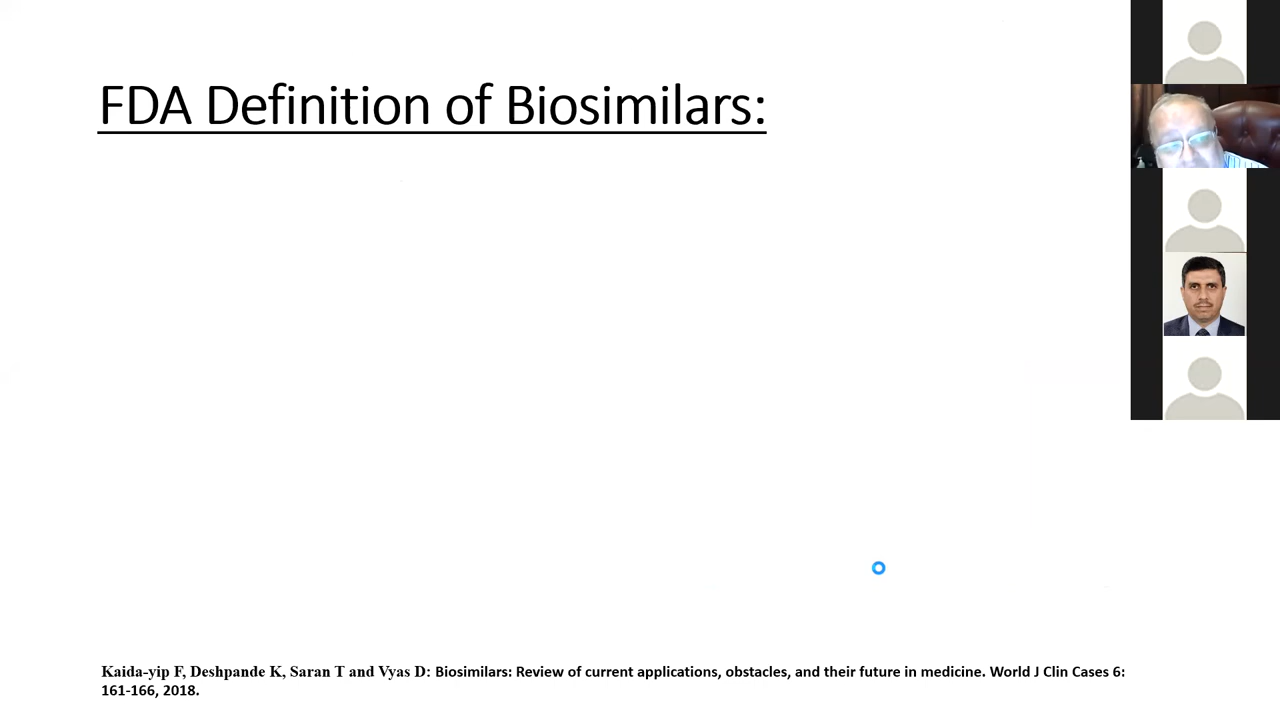 FDA Definition of Biosimilars:
Kaida-yip F, Deshpande K, Saran T and Vyas D: Biosimilars: Review of current applications, obstacles, and their future in medicine. World J Clin Cases 6:
161-166, 2018.